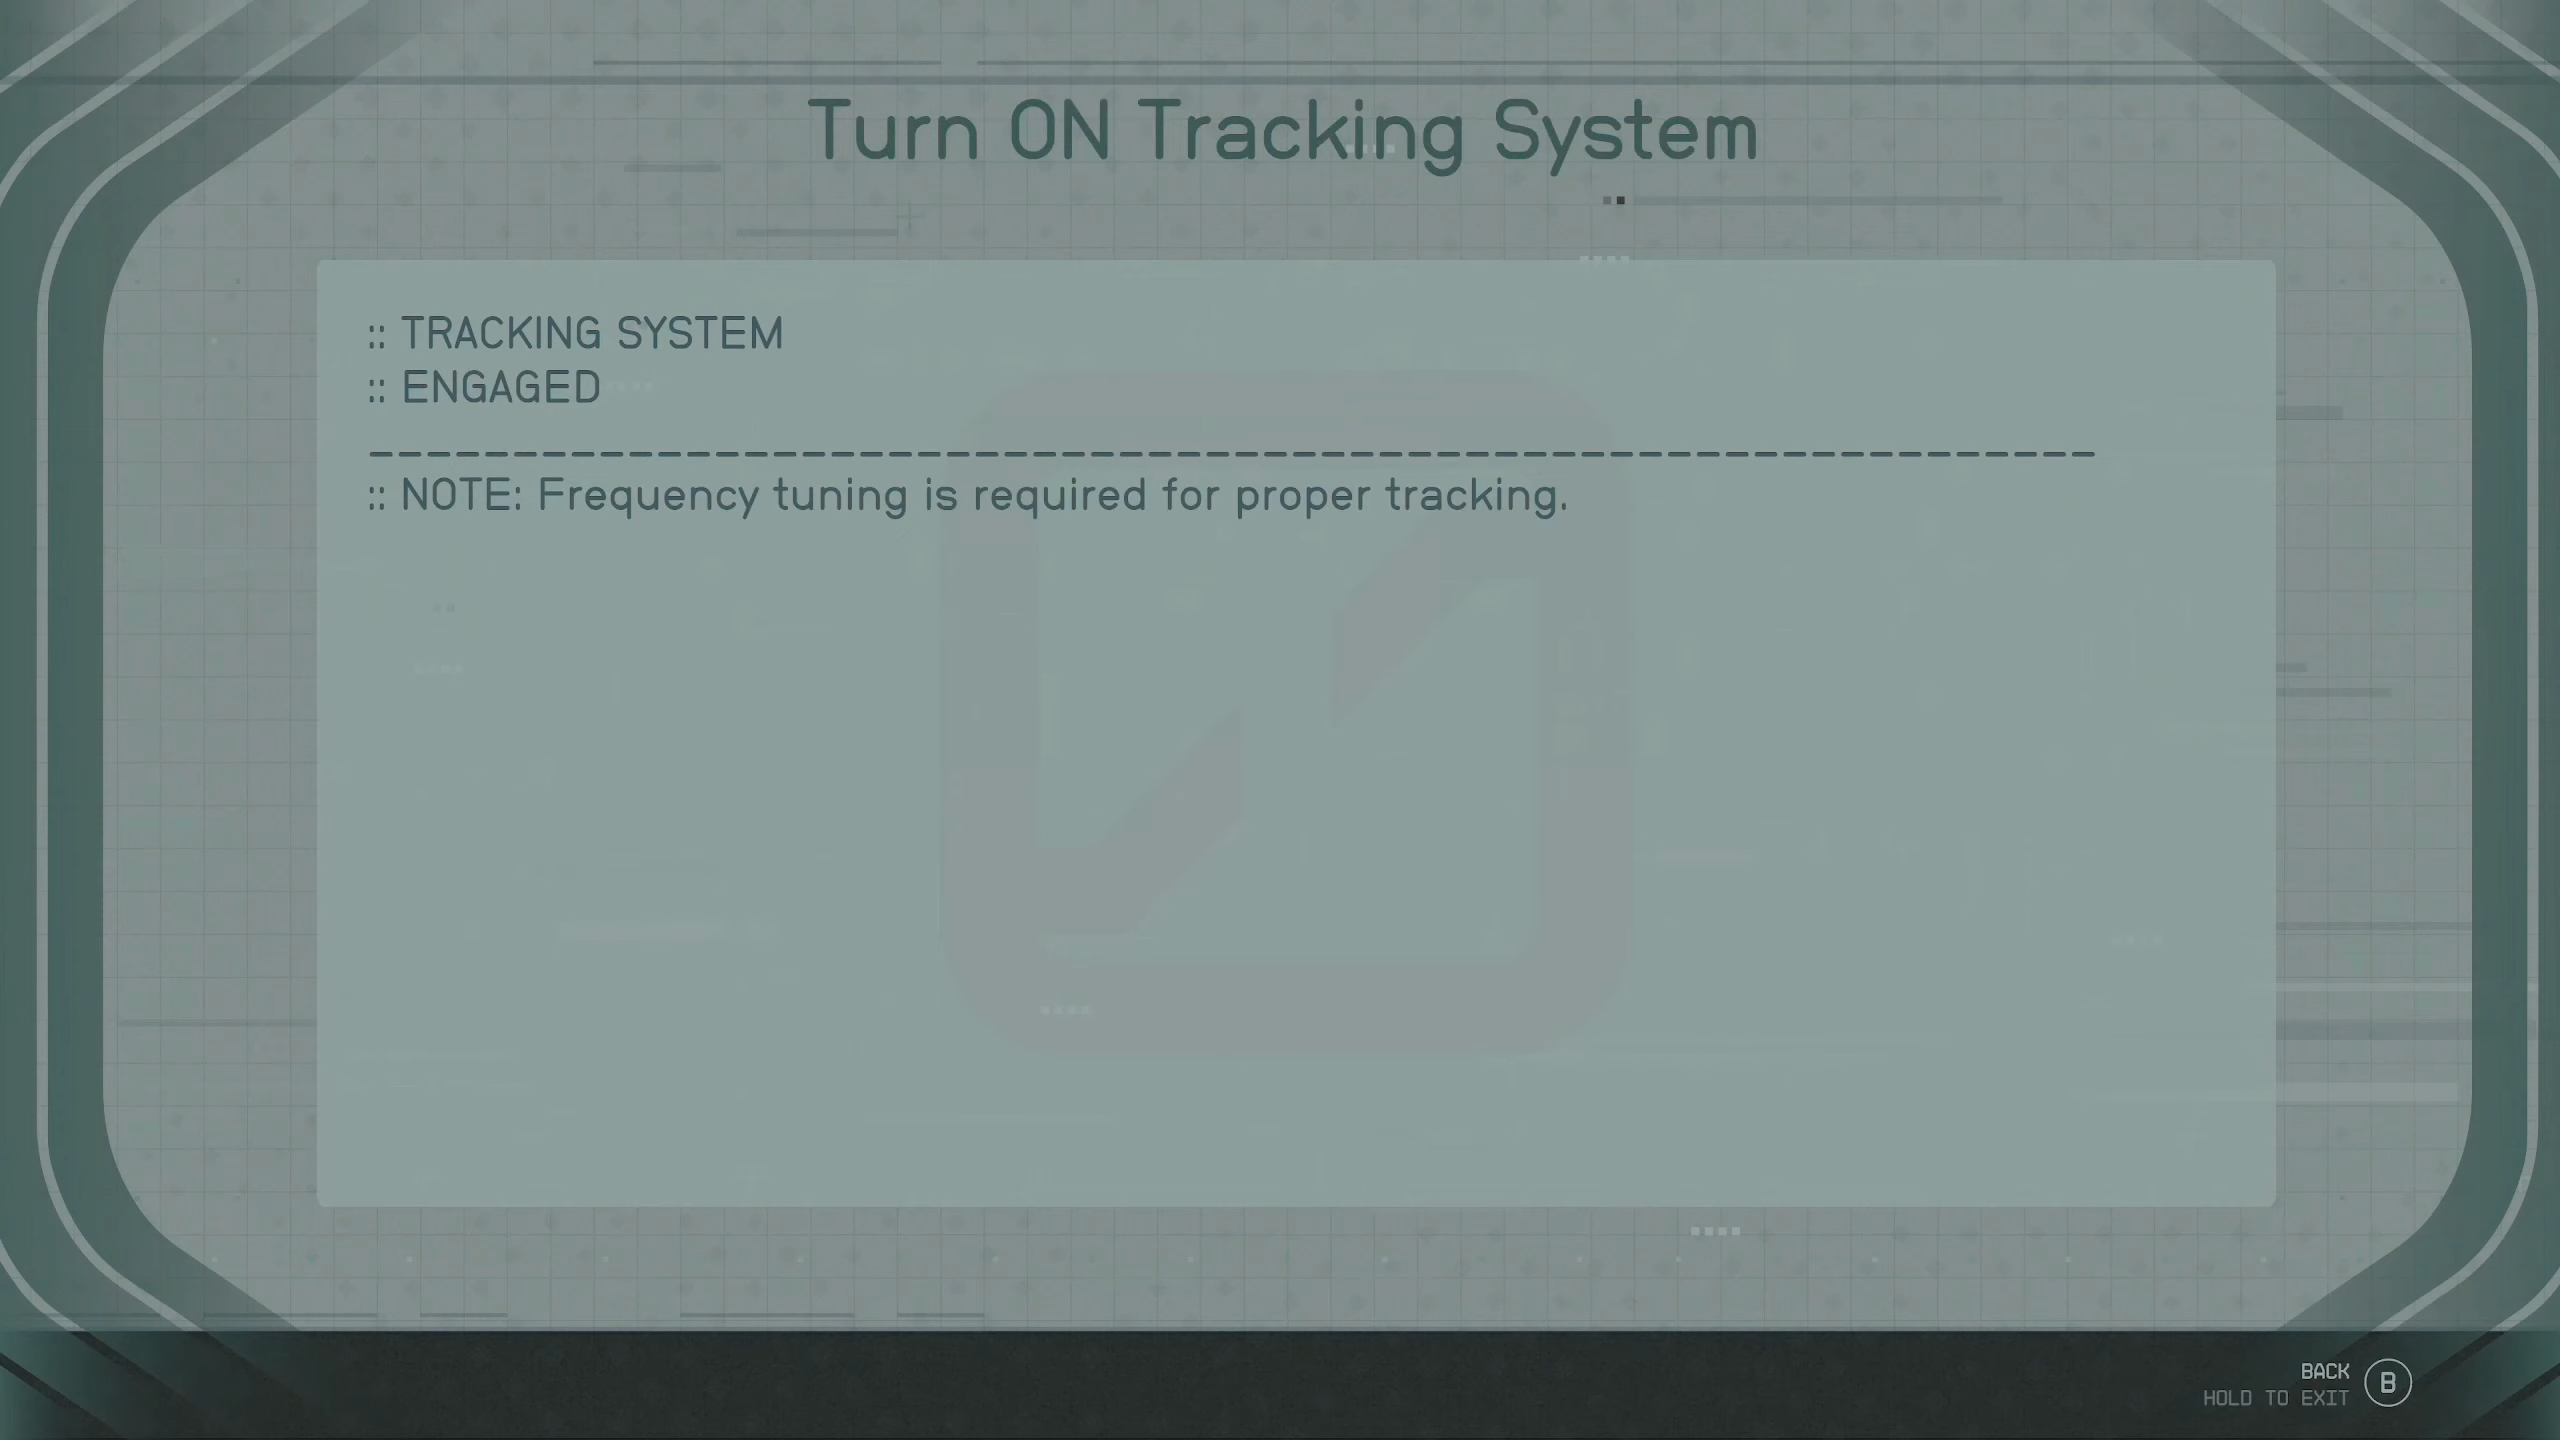 Turn ON Tracking System
:: TRACKING SYSTEM
:: ENGAGED
------------------------------------------------------------
:: NOTE: Frequency tuning is required for proper tracking.
BACK
HOLD TO EXIT
B